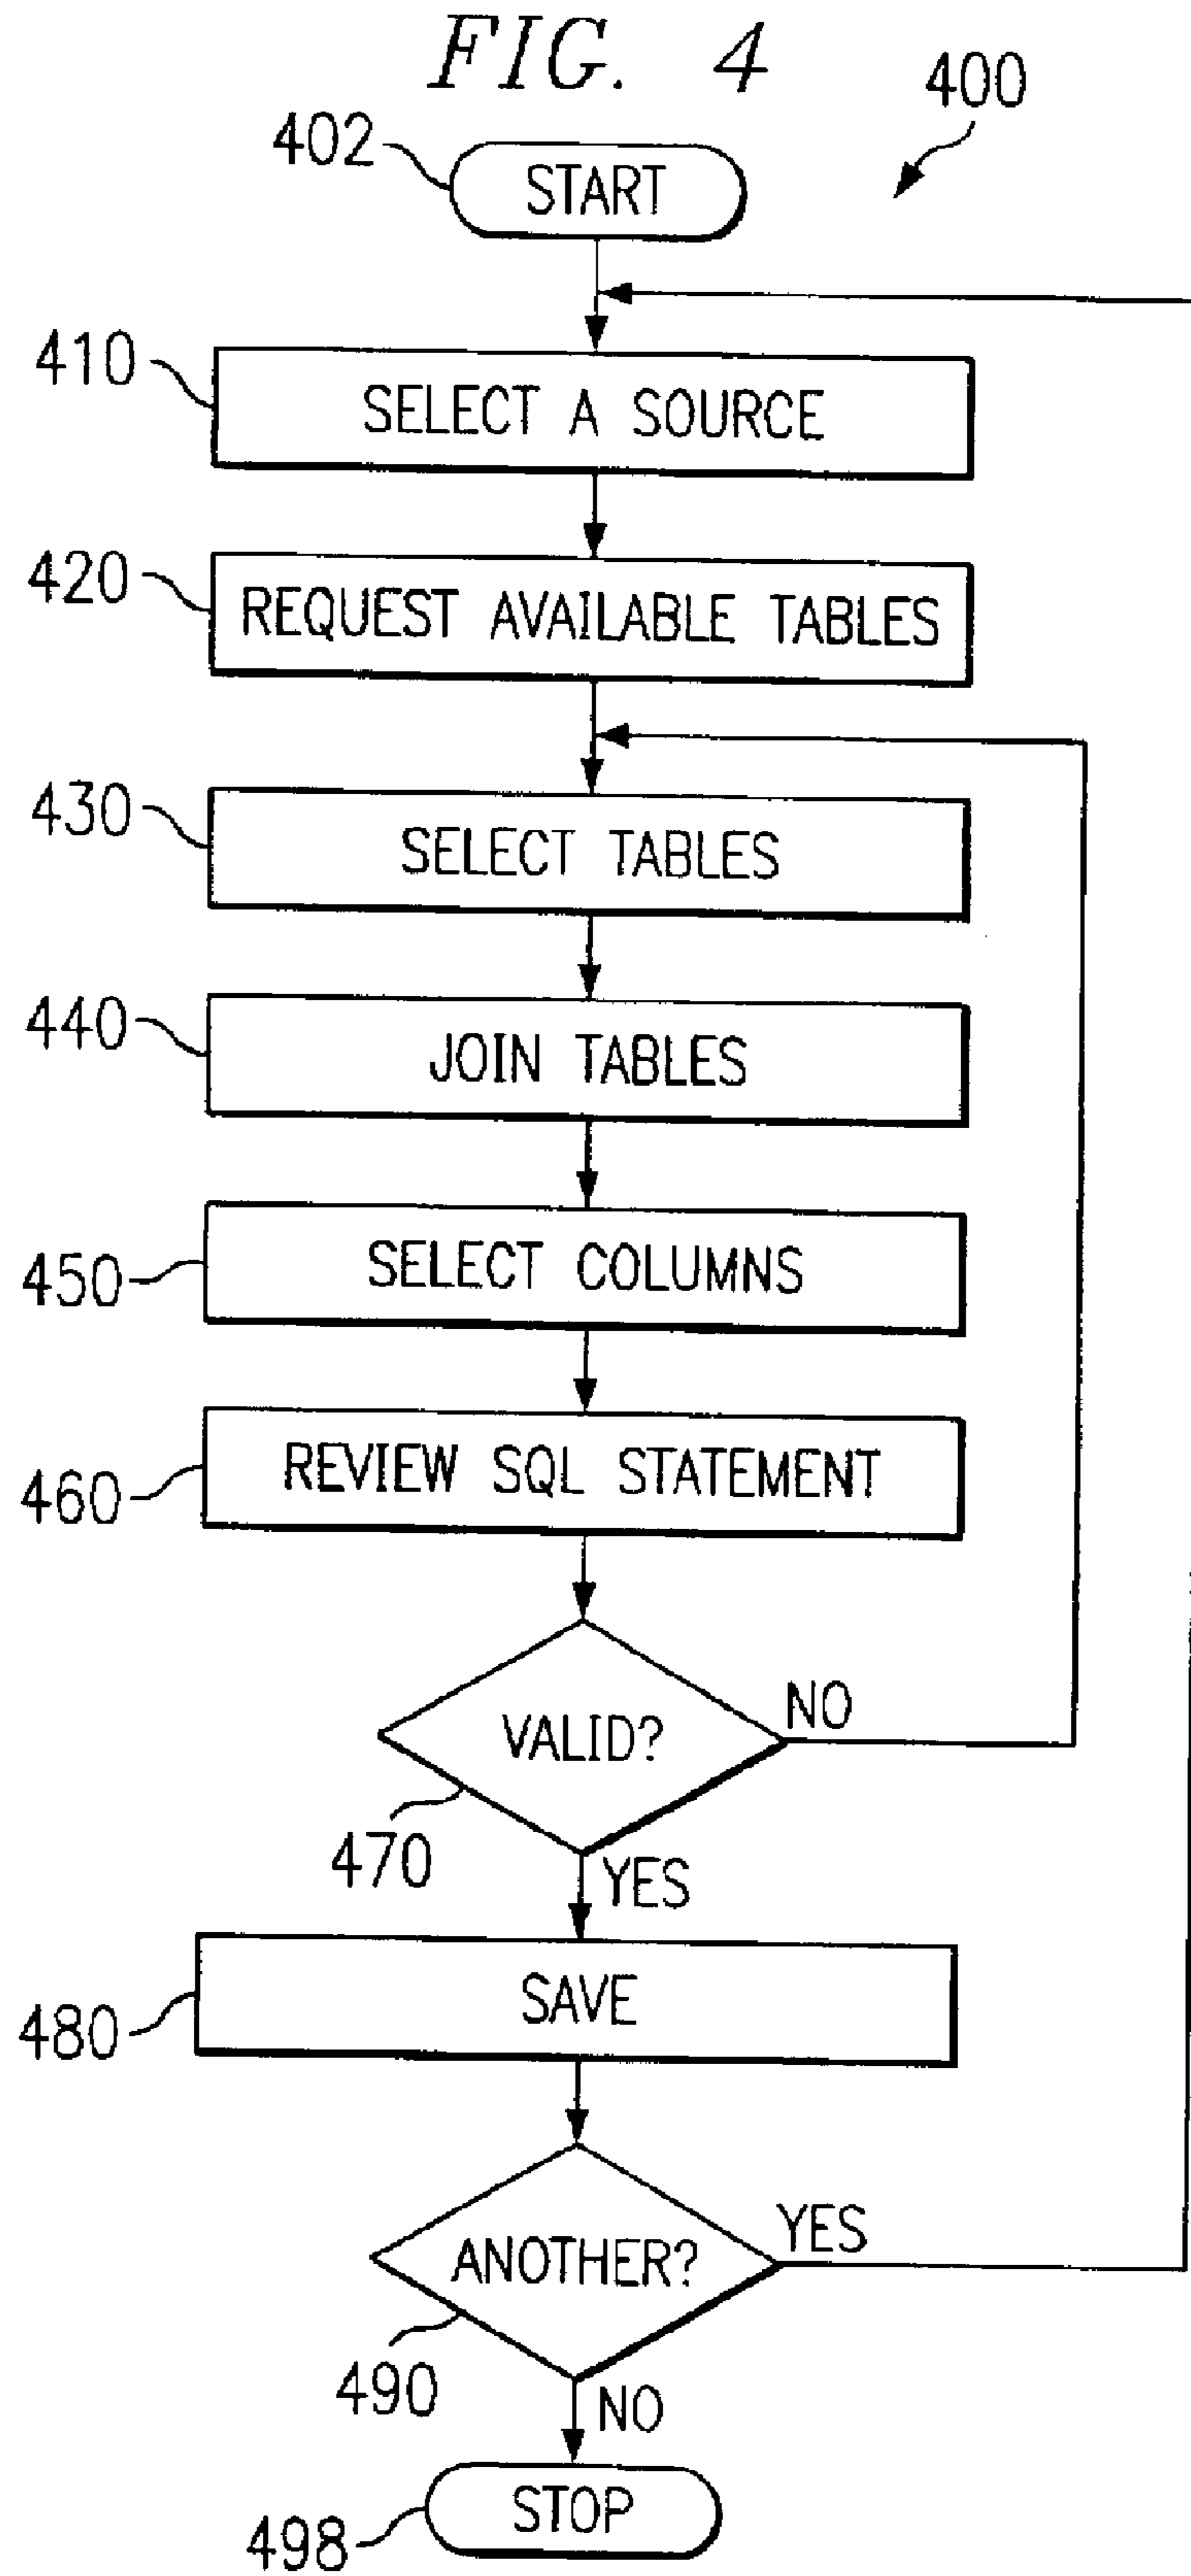 FIG. 4
400
402
START
410
SELECT A SOURCE
420
REQUEST AVAILABLE TABLES
430
SELECT TABLES
440
JOIN TABLES
450
SELECT COLUMNS
460
REVIEW SQL STATEMENT
VALID?
NO
470
YES
480
SAVE
ANOTHER?
YES
490
NO
498
STOP